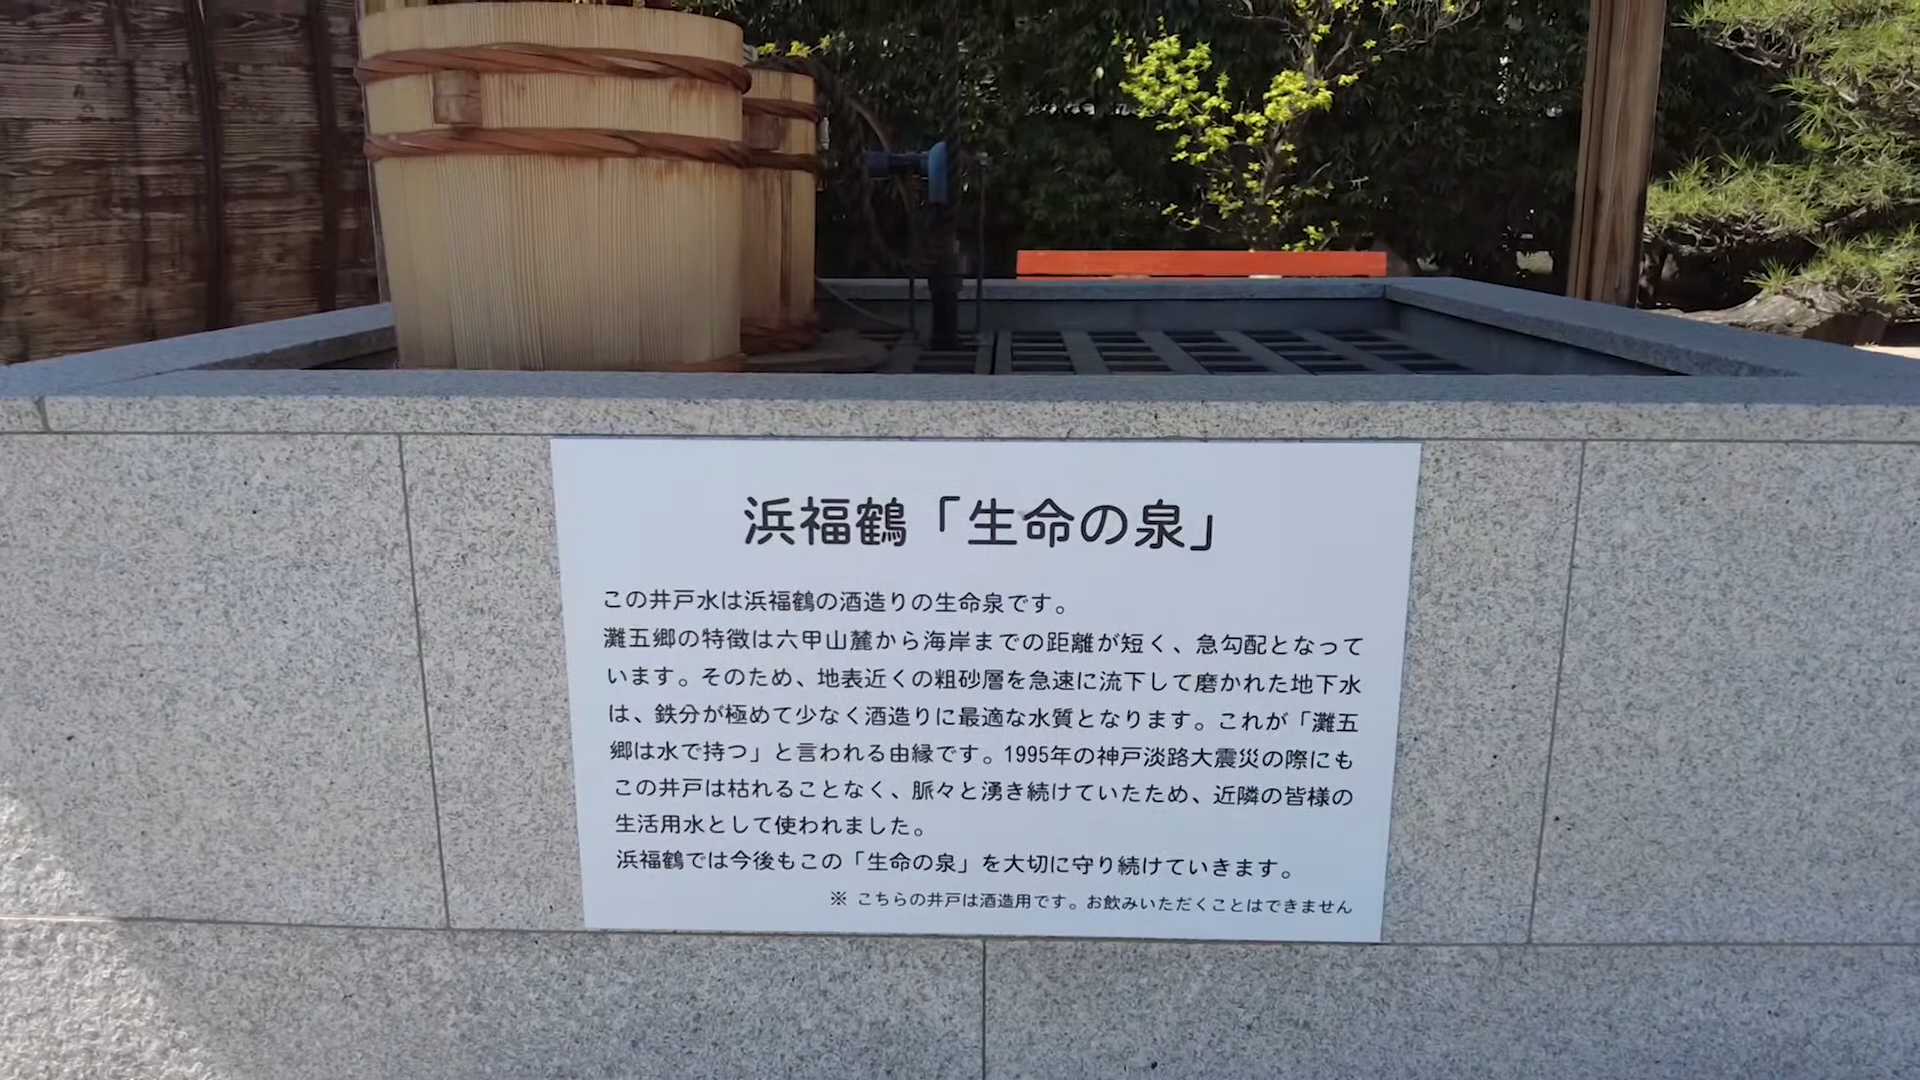 浜福鶴「生命の泉」
この井戸水は浜福鶴の酒造りの生命泉です。
灘五郷の特徴は六甲山麓から海岸までの距離が短く、急勾配となって
います。そのため、地表近くの粗砂層を急速に流下して磨かれた地下水
は、鉄分が極めて少なく酒造りに最適な水質となります。これが「灘五
郷は水で持つ」と言われる由縁です。1995年の神戸淡路大震災の際にも
この井戸は枯れることなく、脈々と湧き続けていたため、近隣の皆様の
生活用水として使われました。
浜福鶴では今後もこの「生命の泉」を大切に守り続けていきます。
※ こちらの井戸は酒造用です。お飲みいただくことはできません